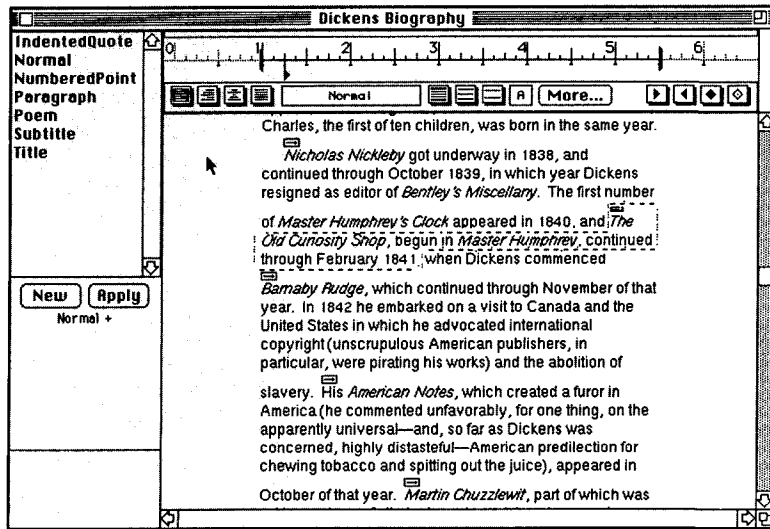 Dickens Biography
IndentedQuote
Normal
NumberedPoint
Paragraph
Poem
Subtitle
Title
New Apply
Normal +
0 1 2 3 4 5 6
Normal A More...
Charles, the first of ten children, was born in the same year.
Nicholas Nickleby got underway in 1838, and
continued through October 1839, in which year Dickens
resigned as editor of Bentley's Miscellany. The first number
of Master Humphrey's Clock appeared in 1840, and The
Old Curiosity Shop, begun in Master Humphrey, continued
through February 1841, when Dickens commenced
Barnaby Rudge, which continued through November of that
year. In 1842 he embarked on a visit to Canada and the
United States in which he advocated international
copyright (unscrupulous American publishers, in
particular, were pirating his works) and the abolition of
slavery. His American Notes, which created a furor in
America (he commented unfavorably, for one thing, on the
apparently universal—and, so far as Dickens was
concerned, highly distasteful—American predilection for
chewing tobacco and spitting out the juice), appeared in
October of that year. Martin Chuzzlewit, part of which was